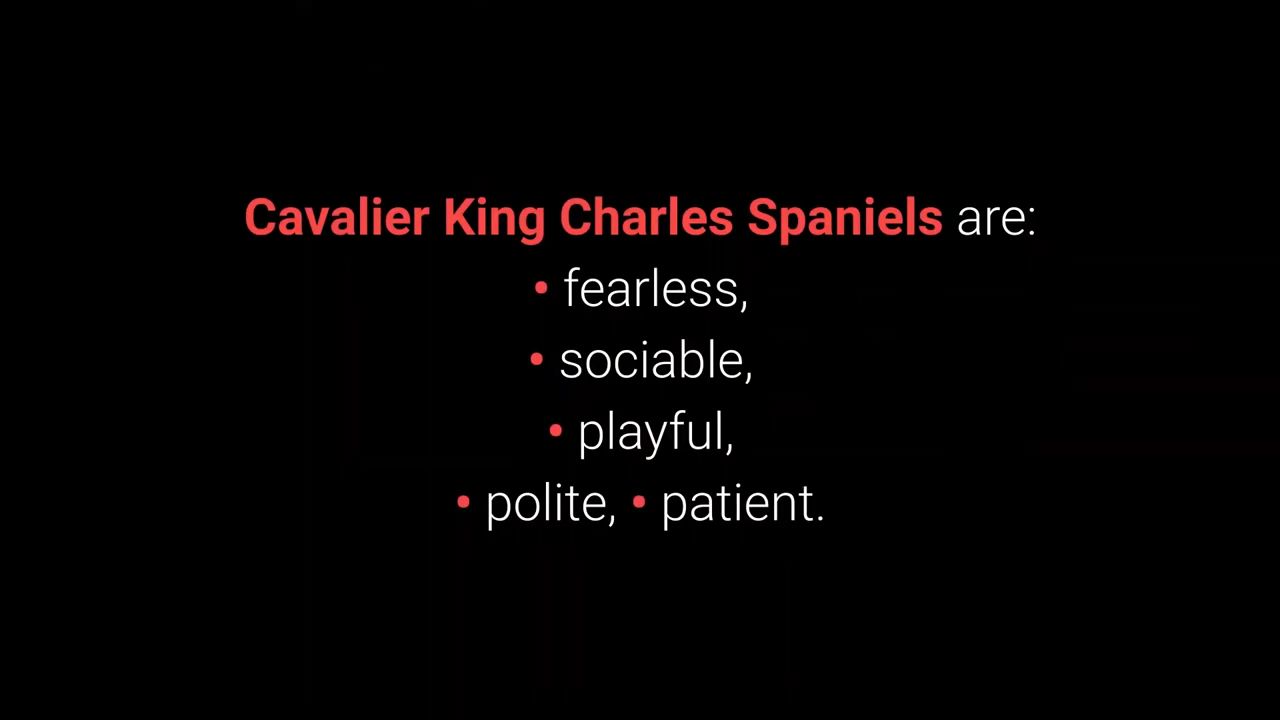 Cavalier King Charles Spaniels are:
• fearless,
• sociable,
• playful,
• polite, • patient.